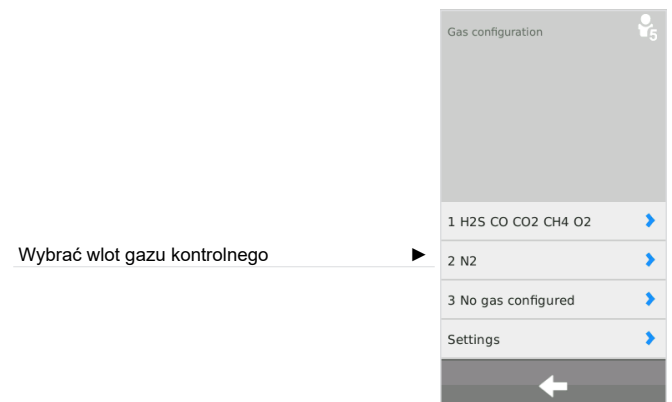 Gas configuration
5
1 H2S CO CO2 CH4 O2
Wybrać wlot gazu kontrolnego ►
2 N2
3 No gas configured
Settings